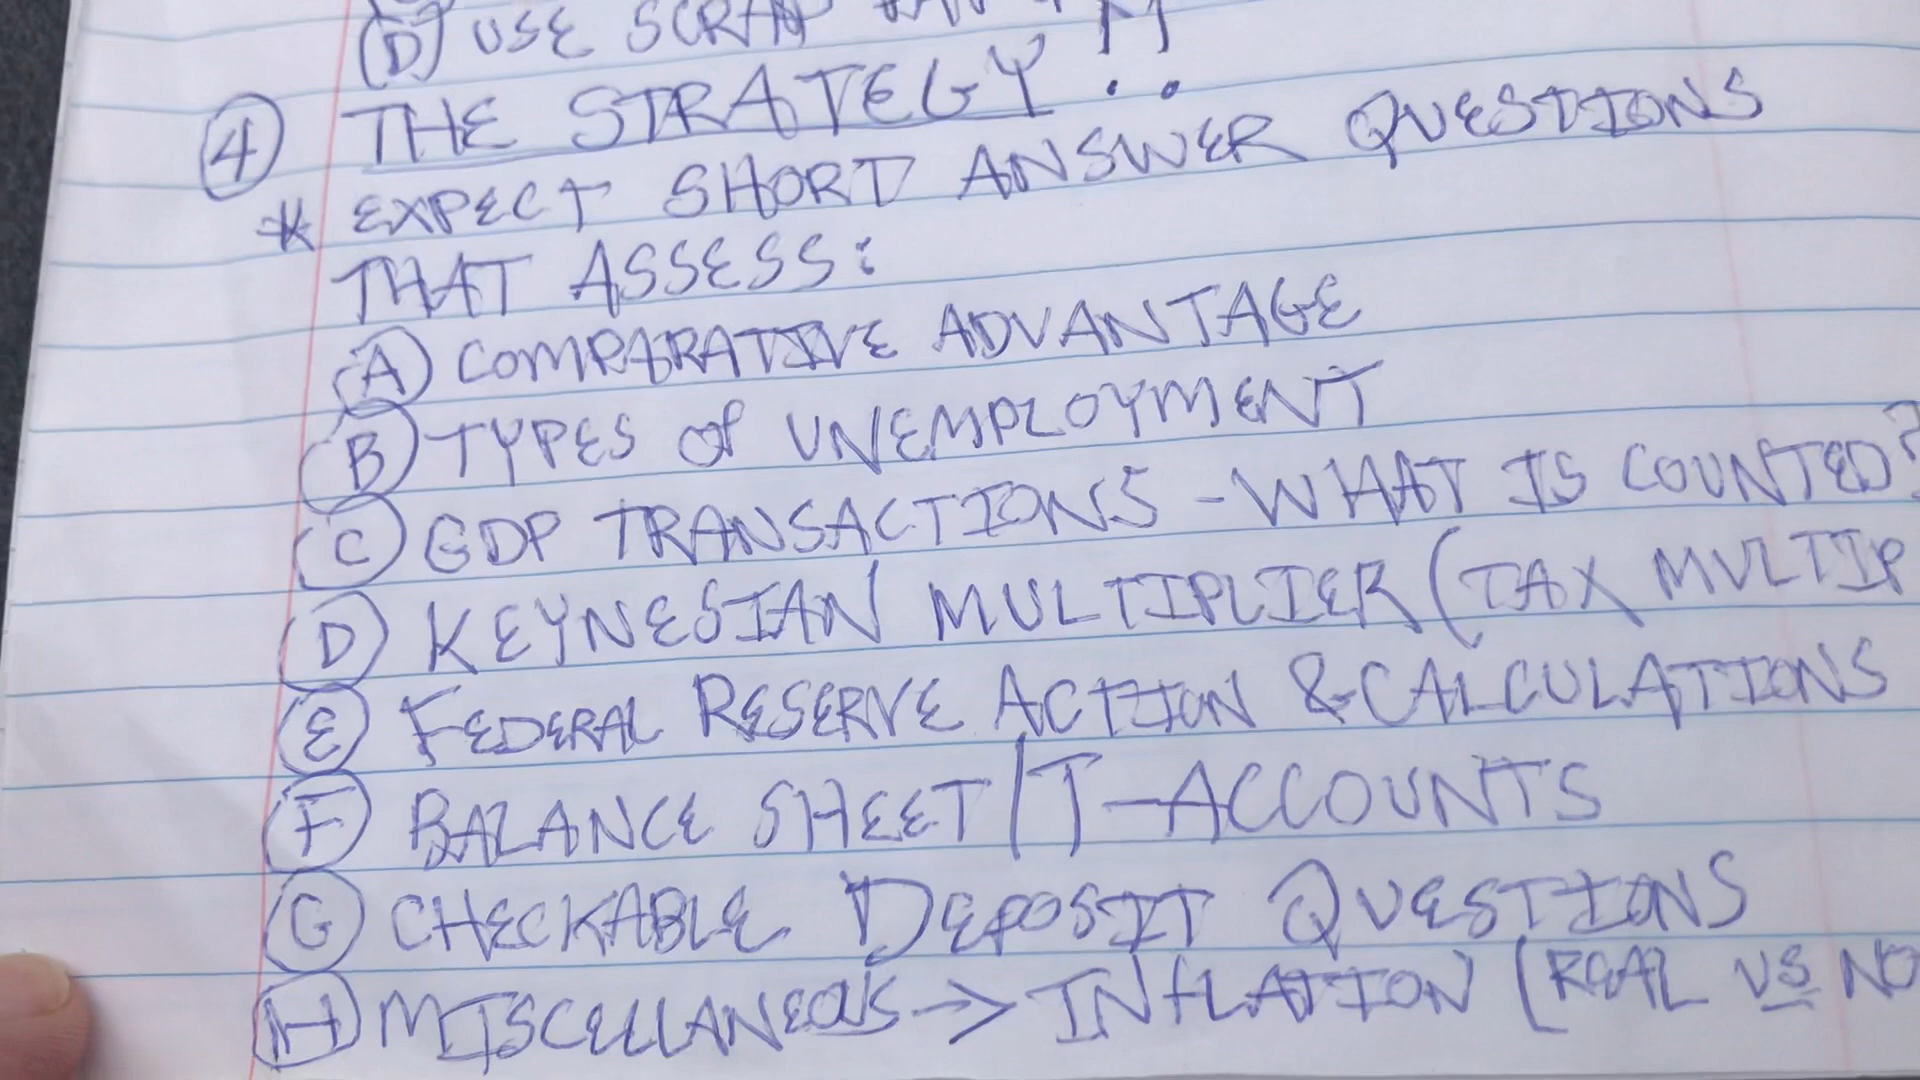 (D) USE SCRAP
④ THE STRATEGY !!
* EXPECT SHORT ANSWER QUESTIONS
THAT ASSESS:
(A) COMPARATIVE ADVANTAGE
(B) TYPES OF UNEMPLOYMENT
(C) GDP TRANSACTIONS - WHAT IS COUNTED?
(D) KEYNESIAN MULTIPLIER (TAX MULTIP
(E) FEDERAL RESERVE ACTION & CALCULATIONS
(F) BALANCE SHEET/T-ACCOUNTS
(G) CHECKABLE DEPOSIT QUESTIONS
(H) MISCELLANEOUS → INFLATION (REAL VS NO